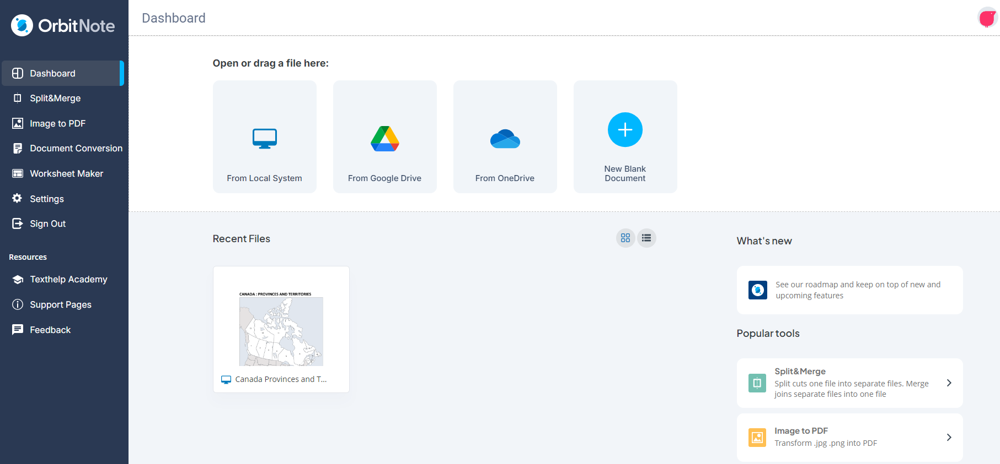 OrbitNote
Dashboard
Dashboard
Split&Merge
Image to PDF
Document Conversion
Worksheet Maker
Settings
Sign Out
Resources
Texthelp Academy
Support Pages
Feedback
Open or drag a file here:
From Local System
From Google Drive
From OneDrive
New Blank
Document
Recent Files
CANADA : PROVINCES AND TERRITORIES
Canada Provinces and T...
What's new
See our roadmap and keep on top of new and
upcoming features
Popular tools
Split&Merge
Split cuts one file into separate files. Merge
joins separate files into one file
Image to PDF
Transform .jpg .png into PDF